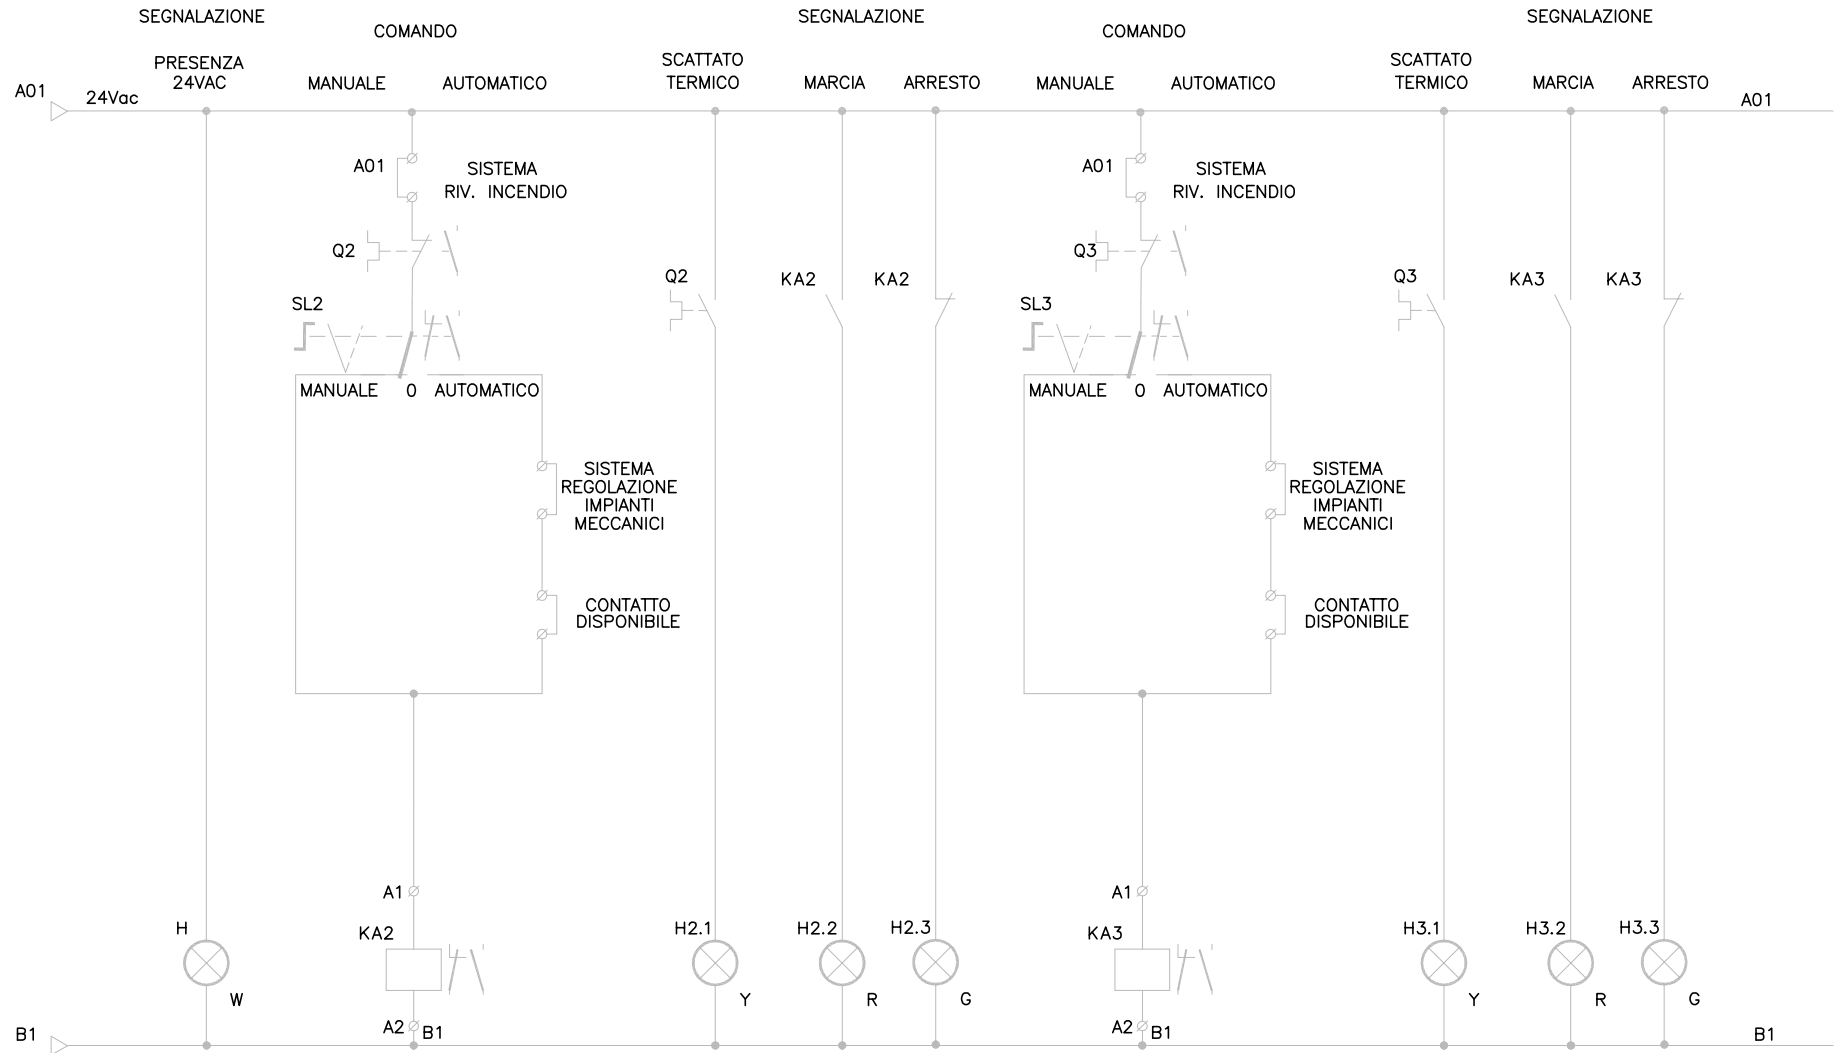 SEGNALAZIONE
SEGNALAZIONE
SEGNALAZIONE
COMANDO
COMANDO
PRESENZA
24VAC
MANUALE
AUTOMATICO
SCATTATO
TERMICO
MARCIA
ARRESTO
MANUALE
AUTOMATICO
SCATTATO
TERMICO
MARCIA
ARRESTO
A01
24Vac
A01
A01
SISTEMA
RIV. INCENDIO
A01
SISTEMA
RIV. INCENDIO
Q2
Q2
KA2
KA2
Q3
Q3
KA3
KA3
SL2
SL3
MANUALE
0
AUTOMATICO
MANUALE
0
AUTOMATICO
SISTEMA
REGOLAZIONE
IMPIANTI
MECCANICI
SISTEMA
REGOLAZIONE
IMPIANTI
MECCANICI
CONTATTO
DISPONIBILE
CONTATTO
DISPONIBILE
A1
A1
H
KA2
H2.1
H2.2
H2.3
KA3
H3.1
H3.2
H3.3
W
Y
R
G
Y
R
G
B1
A2
B1
A2
B1
B1